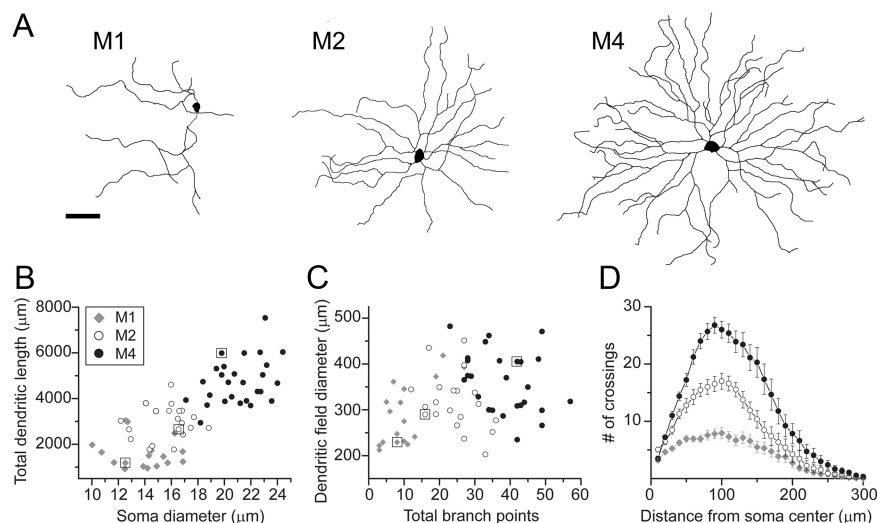 A
M1
M2
M4
B
Total dendritic length (μm)
8000
6000
4000
2000
M1
M2
M4
10 12 14 16 18 20 22 24
Soma diameter (μm)
C
Dendritic field diameter (μm)
500
400
300
200
0 10 20 30 40 50 60
Total branch points
D
# of crossings
30
20
10
0 100 200 300
Distance from soma center (μm)